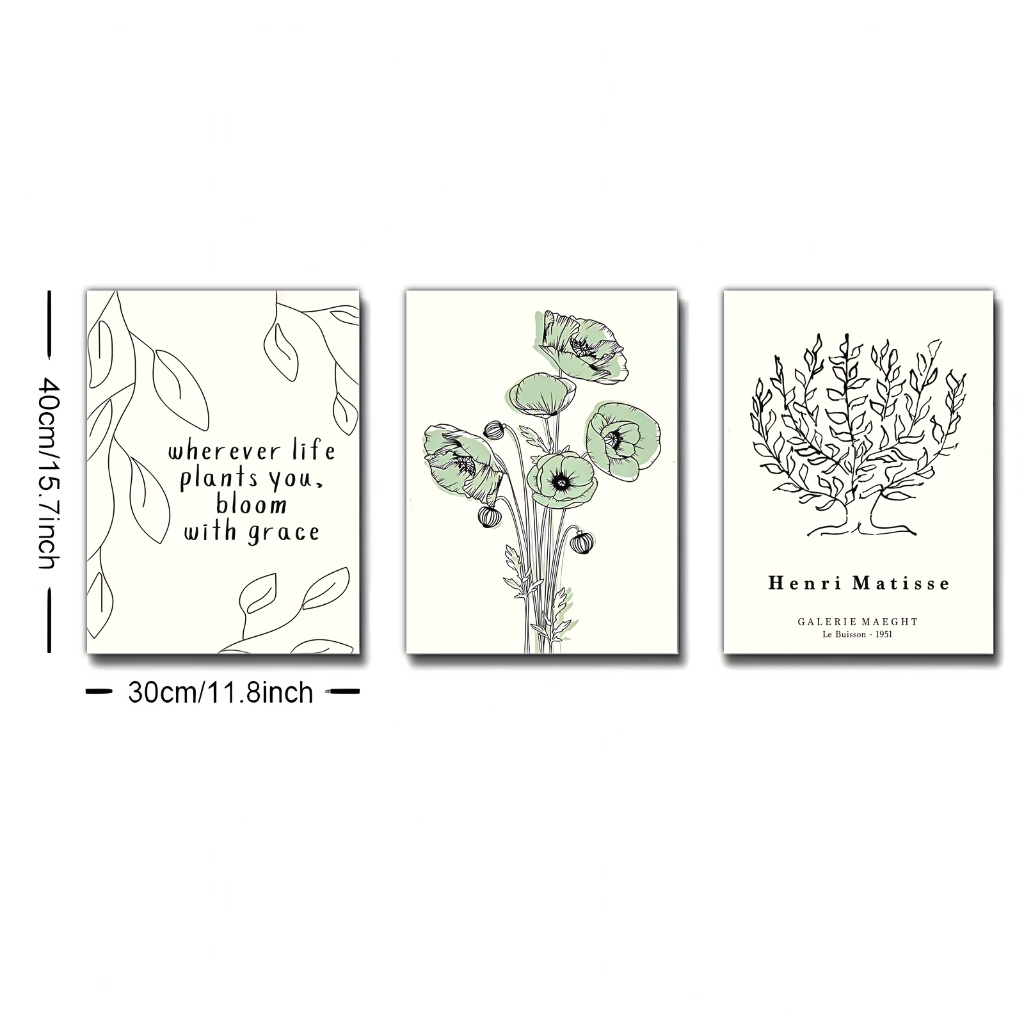 40cm/15.7inch
wherever life
plants you,
bloom
with grace
30cm/11.8inch
Henri Matisse
GALERIE MAEGHT
Le Buisson - 1951